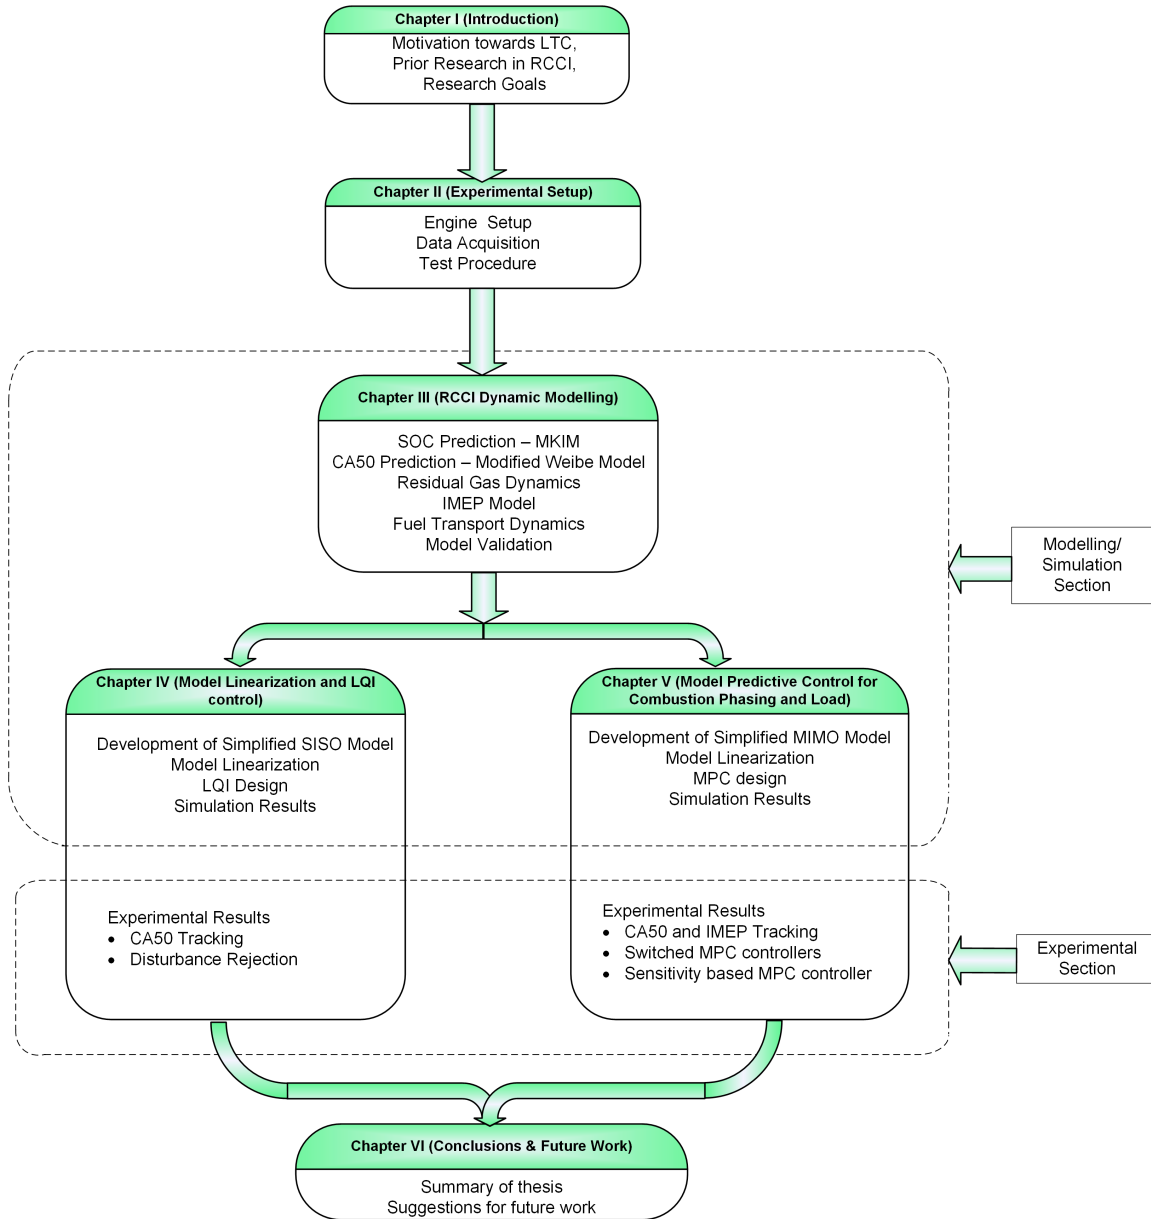 Chapter I (Introduction)
Motivation towards LTC,
Prior Research in RCCI,
Research Goals
Chapter II (Experimental Setup)
Engine Setup
Data Acquisition
Test Procedure
Chapter III (RCCI Dynamic Modelling)
SOC Prediction – MKIM
CA50 Prediction – Modified Weibe Model
Residual Gas Dynamics
IMEP Model
Fuel Transport Dynamics
Model Validation
Modelling/
Simulation
Section
Chapter IV (Model Linearization and LQI
control)
Development of Simplified SISO Model
Model Linearization
LQI Design
Simulation Results
Experimental Results
• CA50 Tracking
• Disturbance Rejection
Chapter V (Model Predictive Control for
Combustion Phasing and Load)
Development of Simplified MIMO Model
Model Linearization
MPC design
Simulation Results
Experimental Results
• CA50 and IMEP Tracking
• Switched MPC controllers
• Sensitivity based MPC controller
Experimental
Section
Chapter VI (Conclusions & Future Work)
Summary of thesis
Suggestions for future work